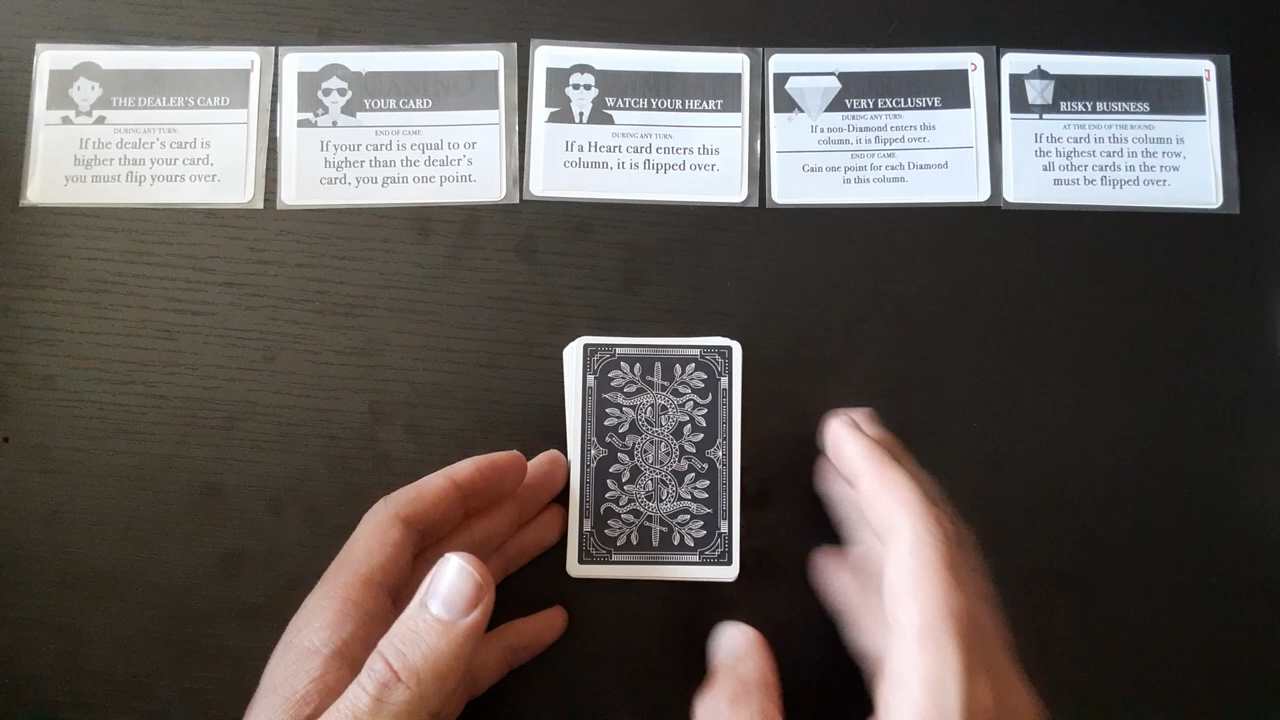 THE DEALER'S CARD
DURING ANY TURN:
If the dealer's card is
higher than your card,
you must flip yours over.
YOUR CARD
END OF GAME:
If your card is equal to or
higher than the dealer's
card, you gain one point.
WATCH YOUR HEART
DURING ANY TURN:
If a Heart card enters this
column, it is flipped over.
VERY EXCLUSIVE
DURING ANY TURN:
If a non-Diamond enters this
column, it is flipped over.
END OF GAME:
Gain one point for each Diamond
in this column.
RISKY BUSINESS
AT THE END OF THE ROUND:
If the card in this column is
the highest card in the row,
all other cards in the row
must be flipped over.